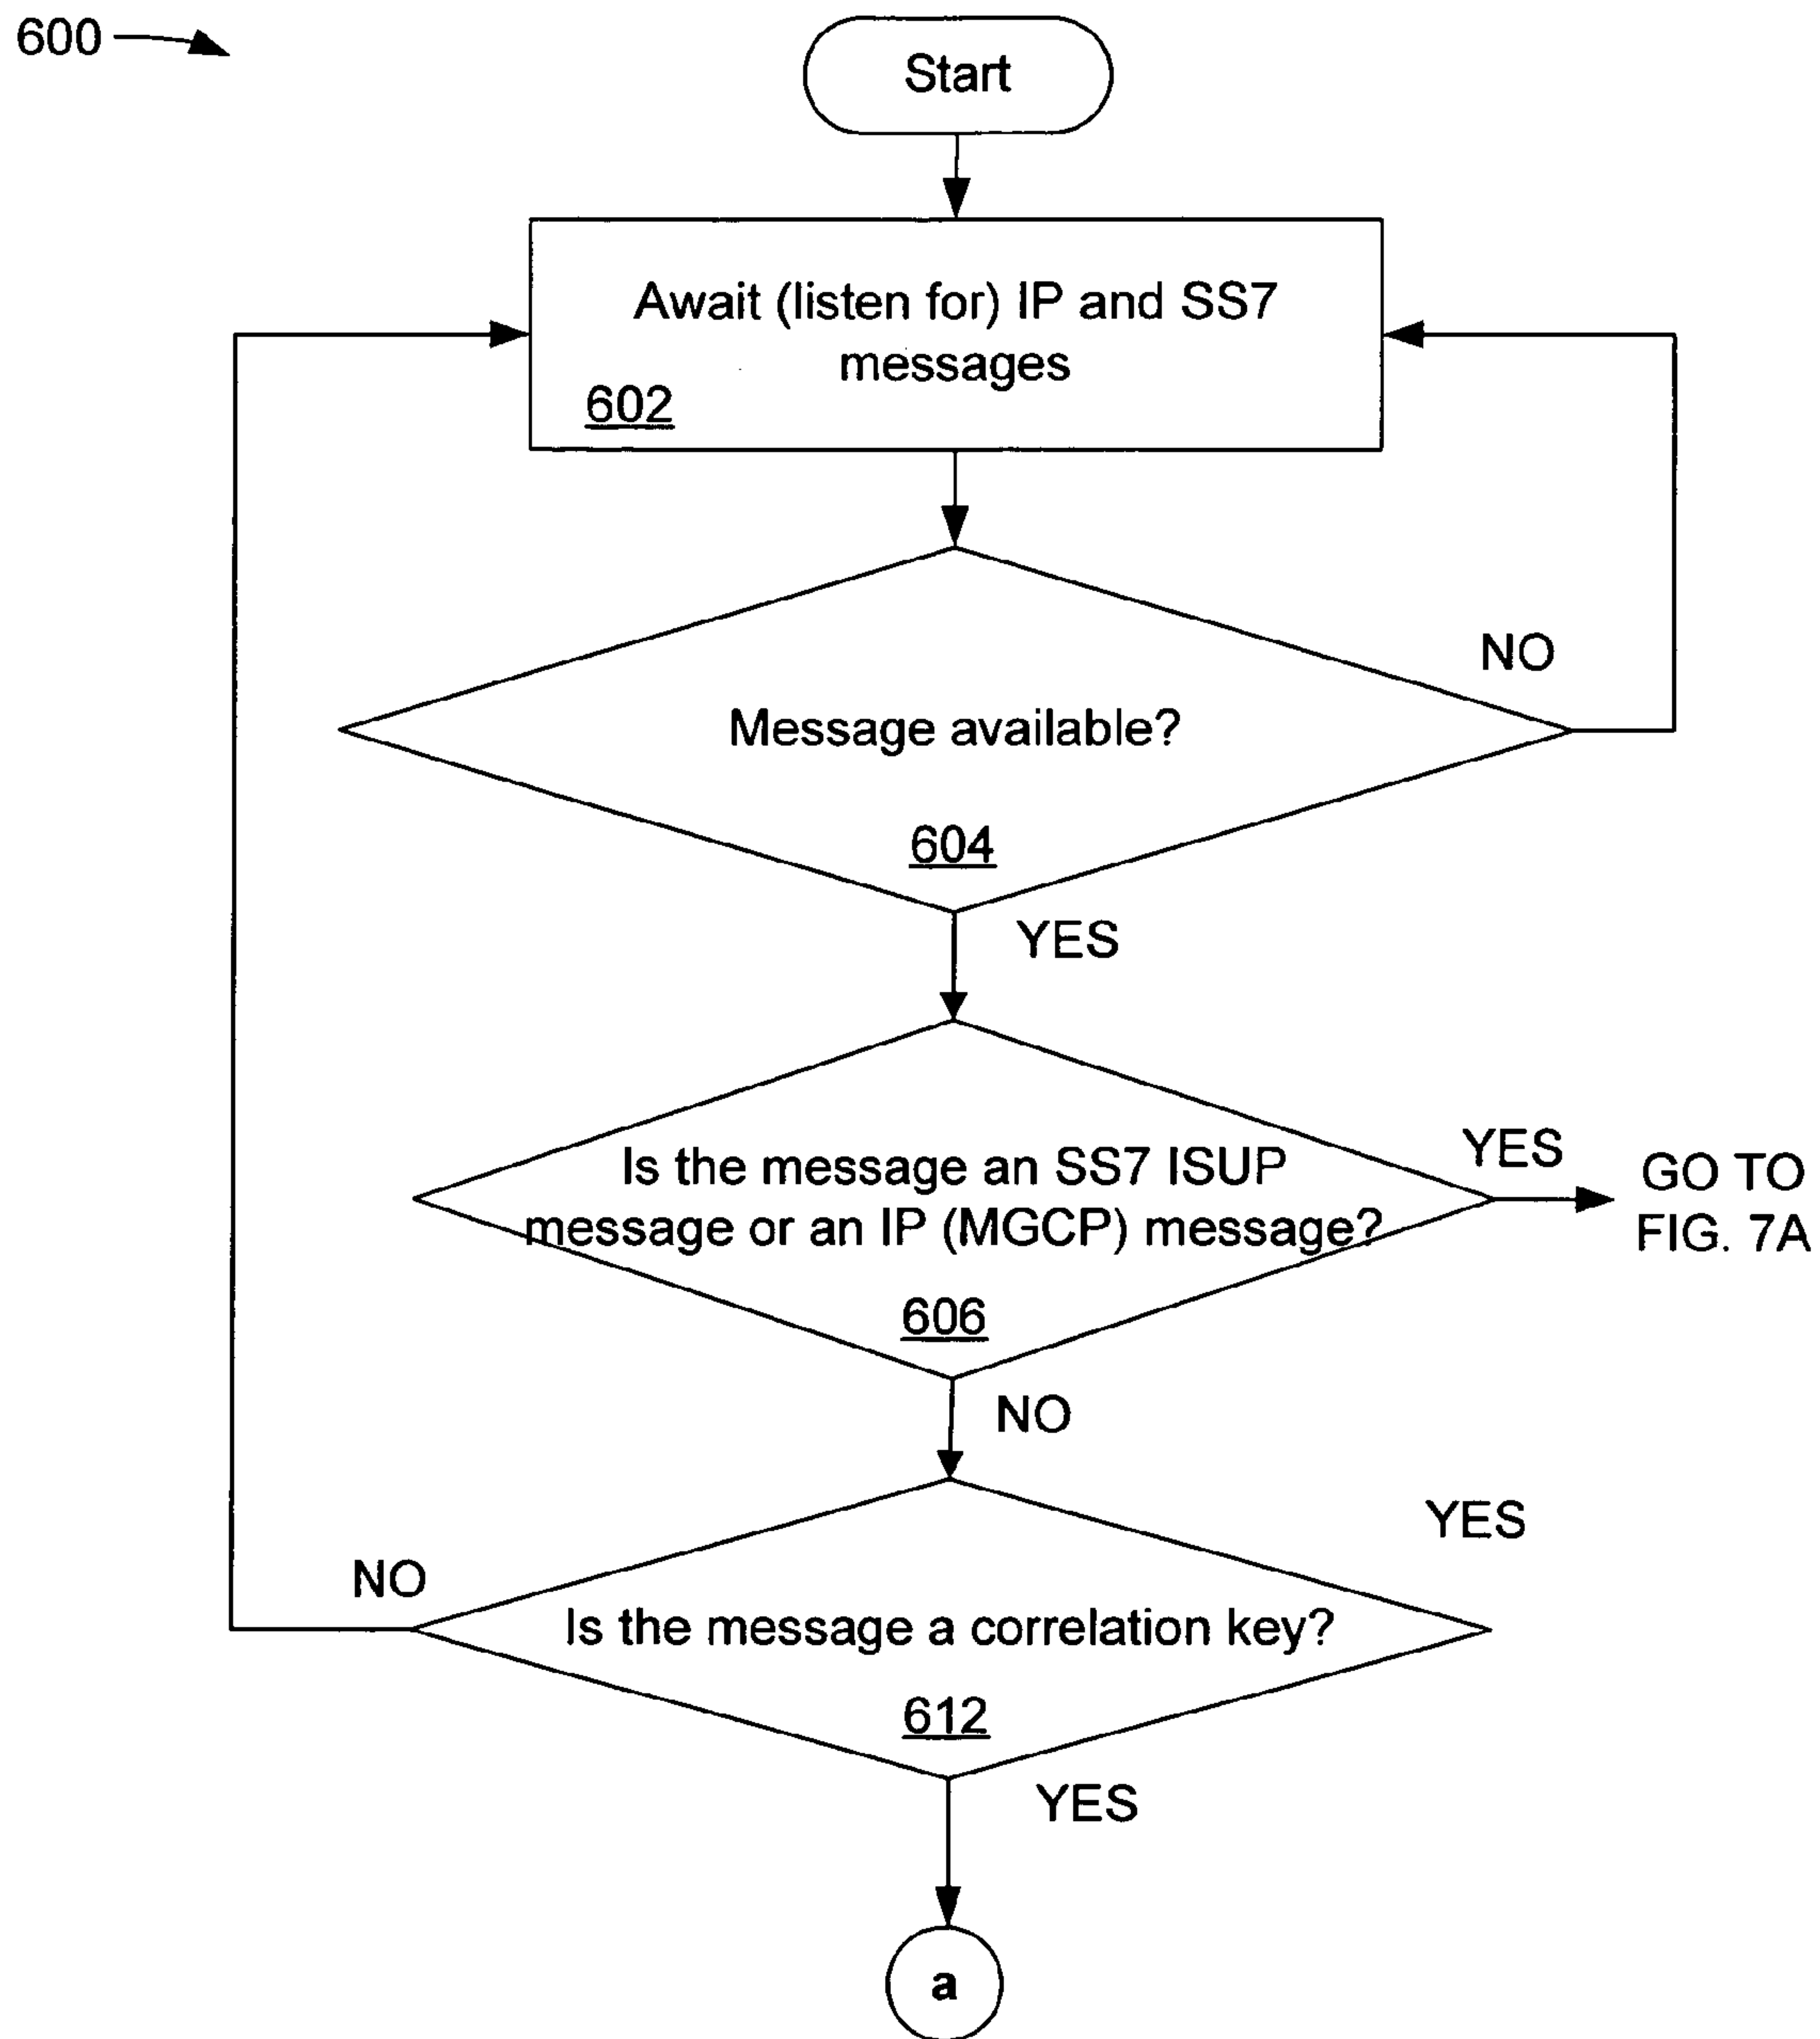 600
Start
Await (listen for) IP and SS7
messages
602
NO
Message available?
604
YES
Is the message an SS7 ISUP
message or an IP (MGCP) message?
606
YES
GO TO
FIG. 7A
NO
YES
NO
Is the message a correlation key?
612
YES
a